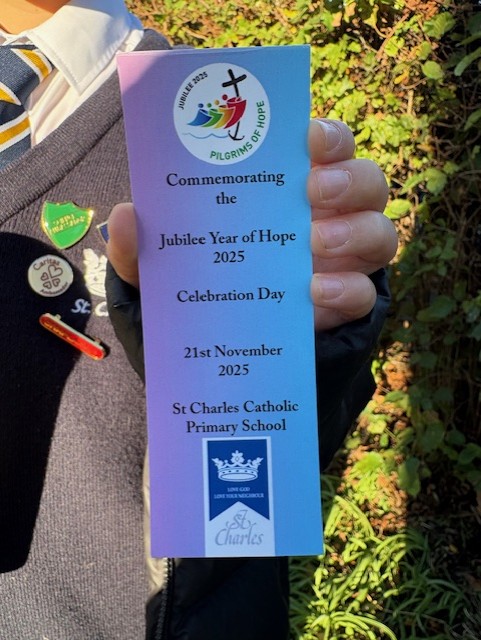 JUBILEE 2025
PILGRIMS OF HOPE
Commemorating
the
Jubilee Year of Hope
2025
Celebration Day
21st November
2025
St Charles Catholic
Primary School
LOVE GOD
LOVE YOUR NEIGHBOUR
St
Charles
Caritas
St.